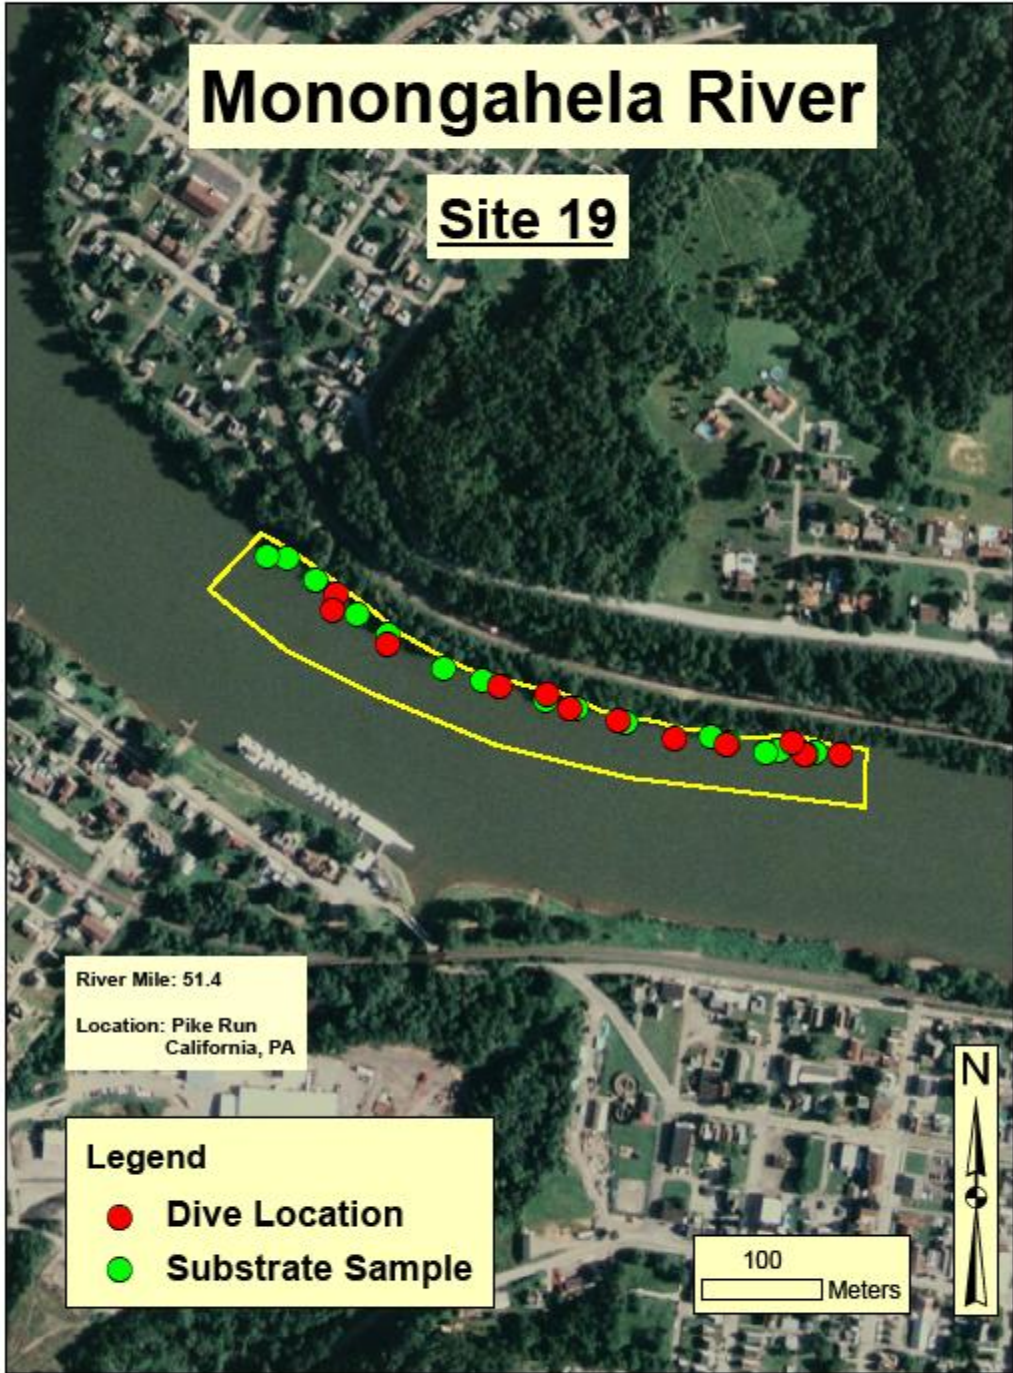 Monongahela River
Site 19
River Mile: 51.4
Location: Pike Run
California, PA
Legend
Dive Location
Substrate Sample
N
100
Meters